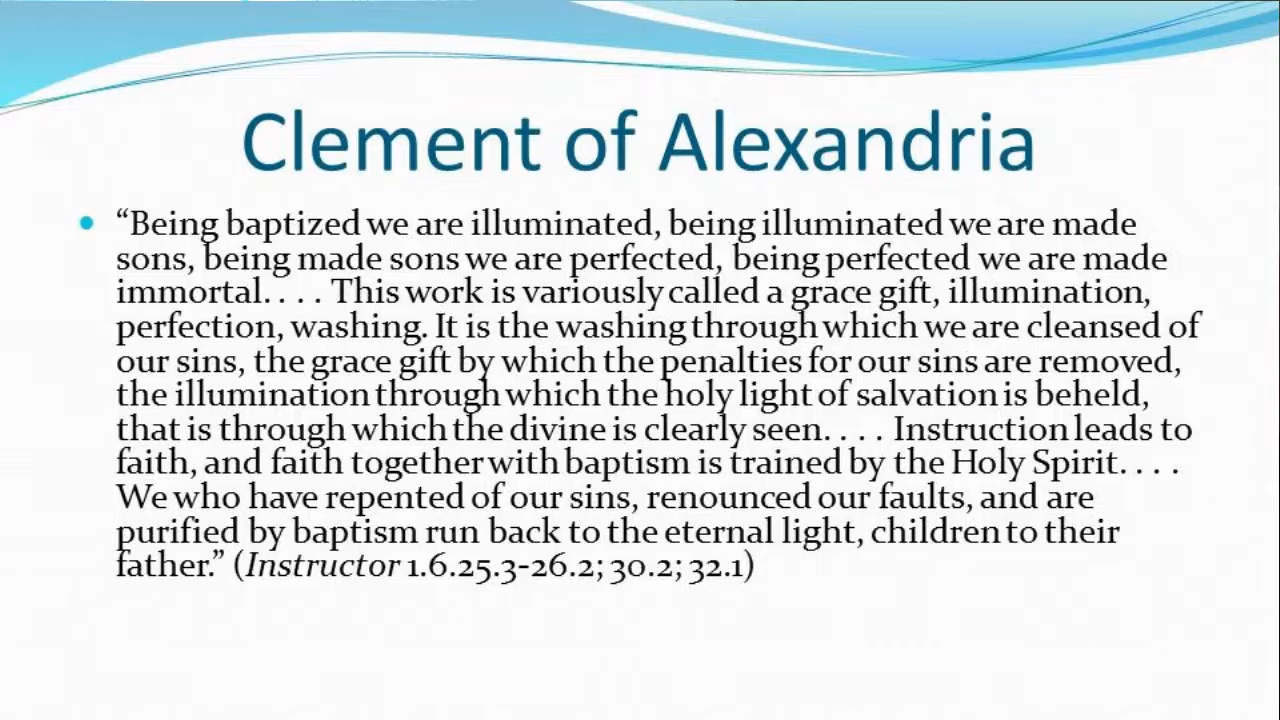 Clement of Alexandria
• “Being baptized we are illuminated, being illuminated we are made
sons, being made sons we are perfected, being perfected we are made
immortal. . . . This work is variously called a grace gift, illumination,
perfection, washing. It is the washing through which we are cleansed of
our sins, the grace gift by which the penalties for our sins are removed,
the illumination through which the holy light of salvation is beheld,
that is through which the divine is clearly seen. . . . Instruction leads to
faith, and faith together with baptism is trained by the Holy Spirit. . . .
We who have repented of our sins, renounced our faults, and are
purified by baptism run back to the eternal light, children to their
father.” (Instructor 1.6.25.3-26.2; 30.2; 32.1)